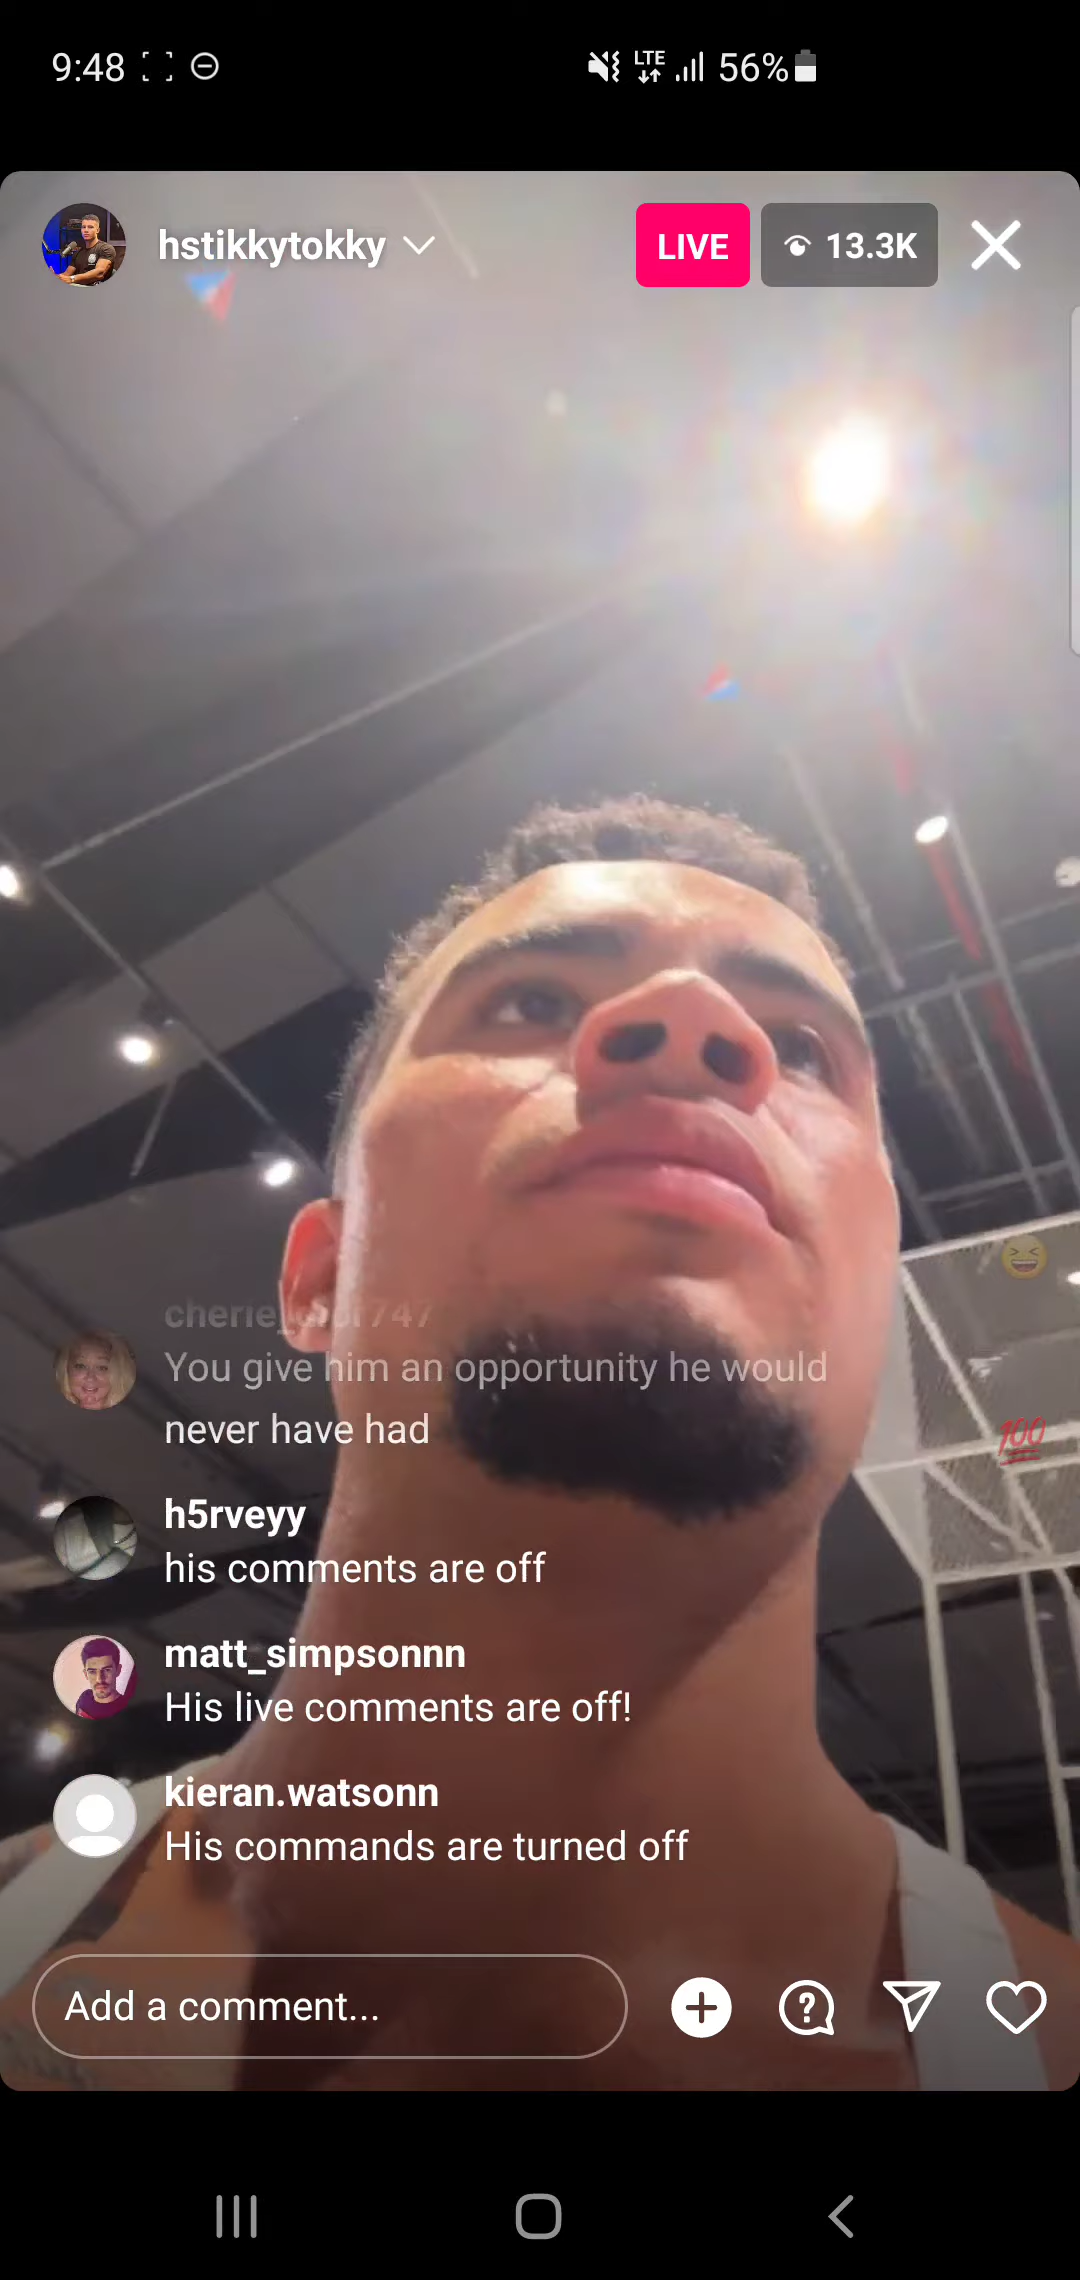 9:48
LTE 56%
hstikkytokky
LIVE 13.3K
You give him an opportunity he would
never have had
h5rveyy
his comments are off
matt_simpsonnn
His live comments are off!
kieran.watsonn
His commands are turned off
Add a comment...